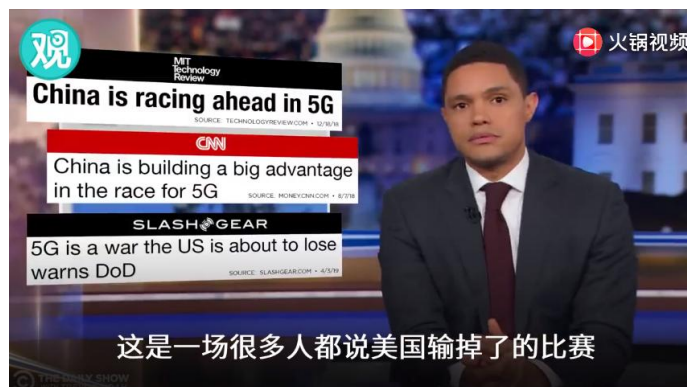 观
火锅视频
MIT
Technology
Review
China is racing ahead in 5G
SOURCE: TECHNOLOGYREVIEW.COM • 12/18/18
CNN
China is building a big advantage
in the race for 5G
SOURCE: MONEY.CNN.COM • 8/7/18
SLASHGEAR
5G is a war the US is about to lose
warns DoD
SOURCE: SLASHGEAR.COM • 4/3/19
这是一场很多人都说美国输掉了的比赛
THE DAILY SHOW